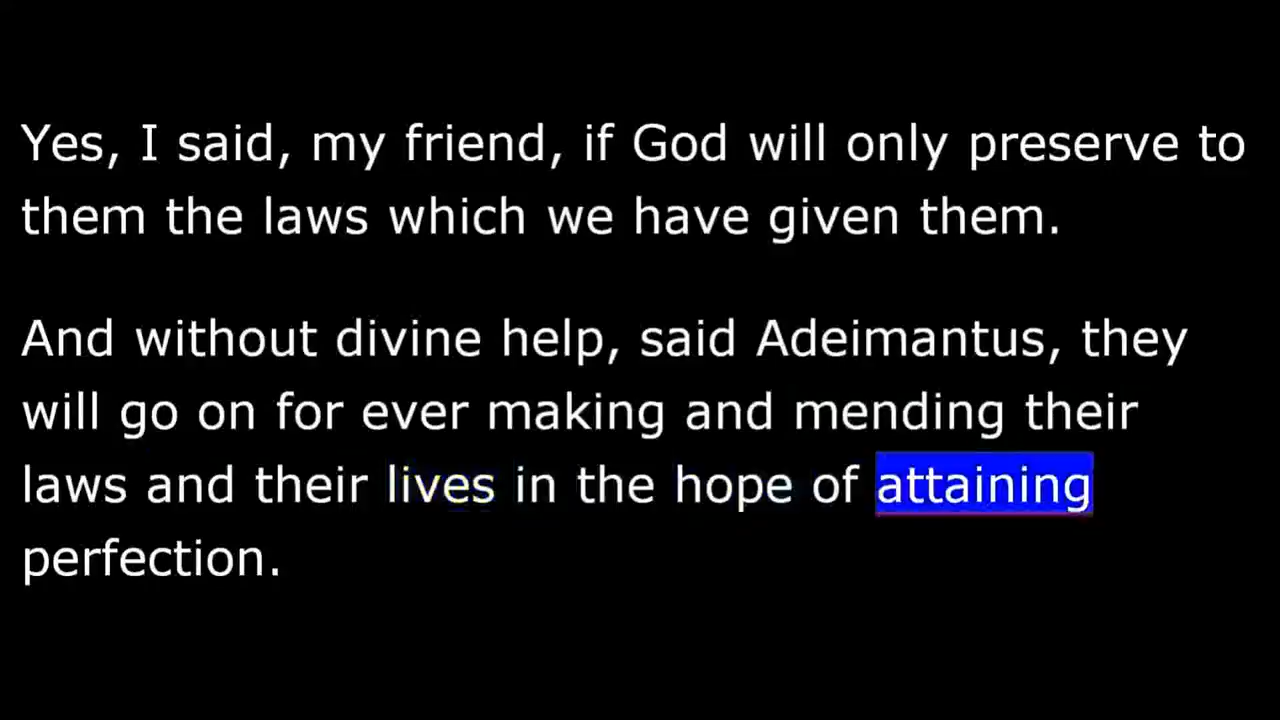 Yes, I said, my friend, if God will only preserve to
them the laws which we have given them.
And without divine help, said Adeimantus, they
will go on for ever making and mending their
laws and their lives in the hope of attaining
perfection.